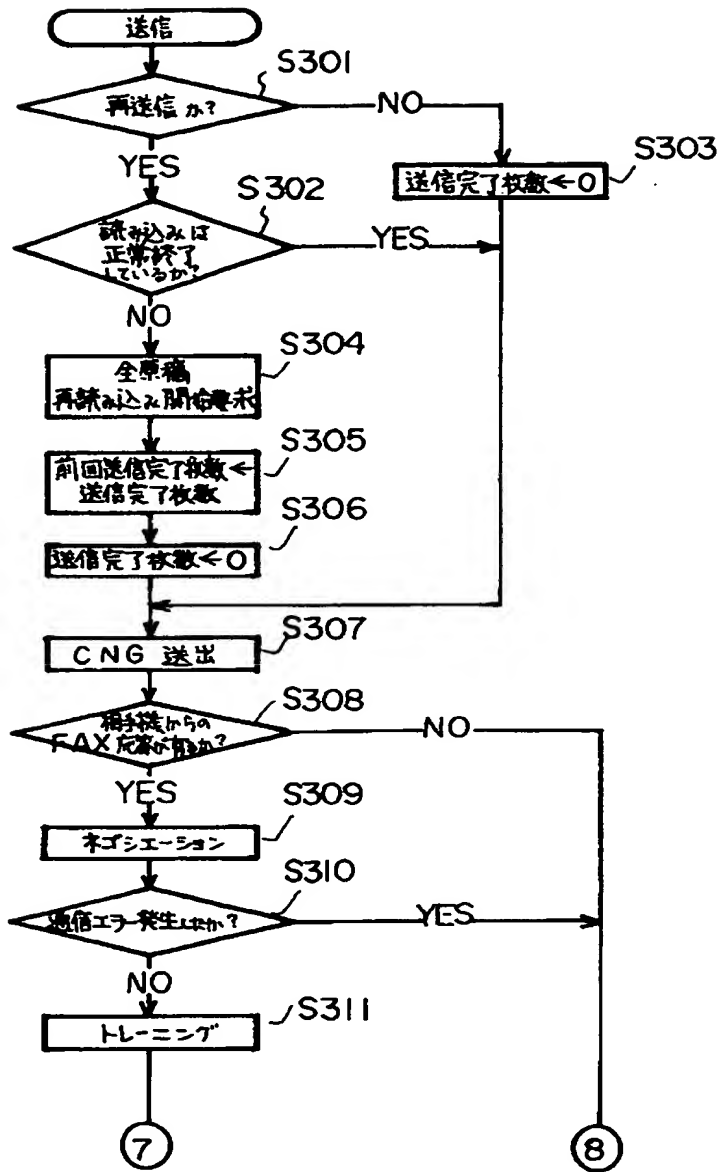 送信
S301
再送信か?
NO
YES
S303
送信完了枚数←0
S302
読み込みは
正常終了
しているか?
YES
NO
S304
全原稿
再読み込み開始要求
S305
前回送信完了枚数←
送信完了枚数
S306
送信完了枚数←0
S307
CNG 送出
S308
相手機からの
FAX応答が有るか?
NO
YES
S309
ネゴシエーション
S310
通信エラー発生したか?
YES
NO
S311
トレーニング
7
8